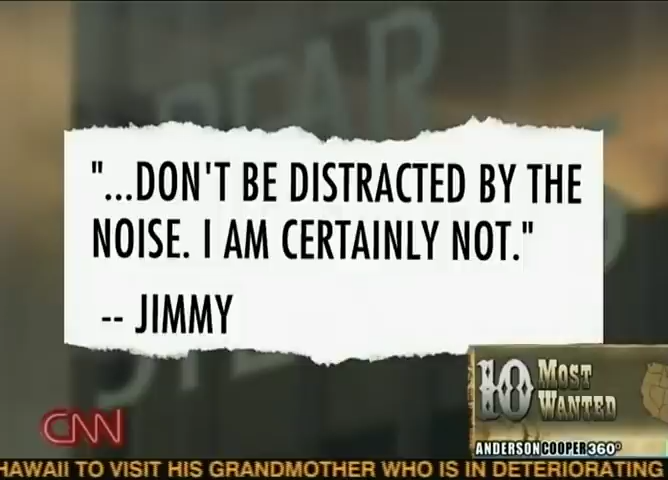 BEAR
"...DON'T BE DISTRACTED BY THE
NOISE. I AM CERTAINLY NOT."
-- JIMMY
10 MOST
WANTED
CNN
ANDERSON COOPER 360°
HAWAII TO VISIT HIS GRANDMOTHER WHO IS IN DETERIORATING